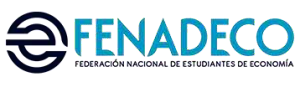 FENADECO
FEDERACIÓN NACIONAL DE ESTUDIANTES DE ECONOMÍA